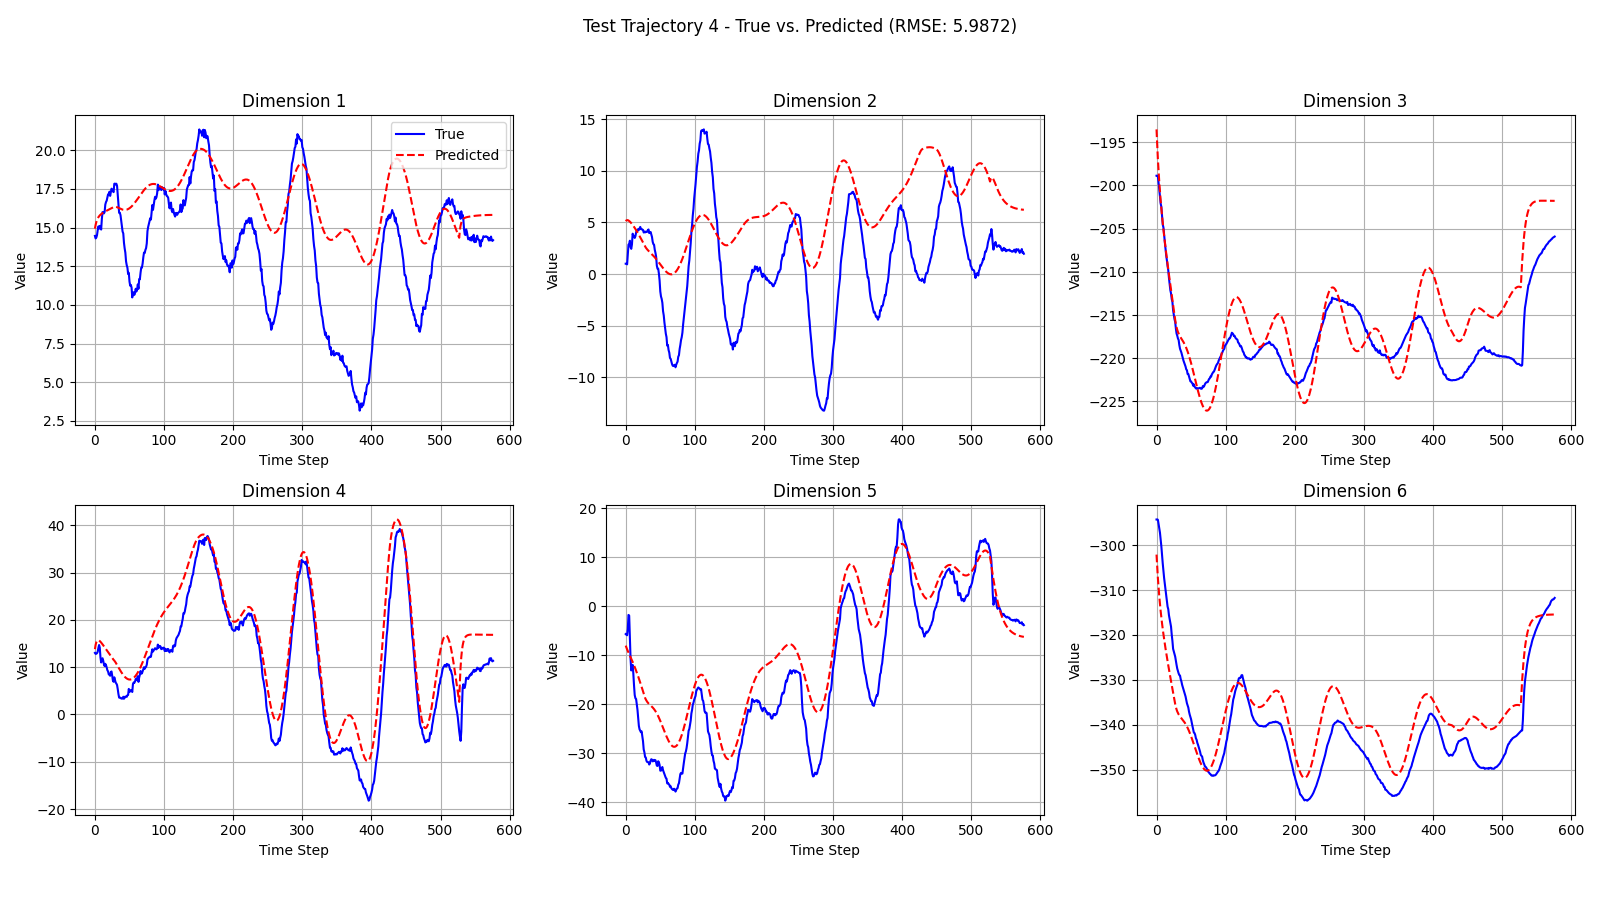 Test Trajectory 4 - True vs. Predicted (RMSE: 5.9872)
Dimension 1
Value
20.0
17.5
15.0
12.5
10.0
7.5
5.0
2.5
True
Predicted
0 100 200 300 400 500 600
Time Step
Dimension 2
Value
15
10
5
0
−5
−10
0 100 200 300 400 500 600
Time Step
Dimension 3
Value
−195
−200
−205
−210
−215
−220
−225
0 100 200 300 400 500 600
Time Step
Dimension 4
Value
40
30
20
10
0
−10
−20
0 100 200 300 400 500 600
Time Step
Dimension 5
Value
20
10
0
−10
−20
−30
−40
0 100 200 300 400 500 600
Time Step
Dimension 6
Value
−300
−310
−320
−330
−340
−350
0 100 200 300 400 500 600
Time Step